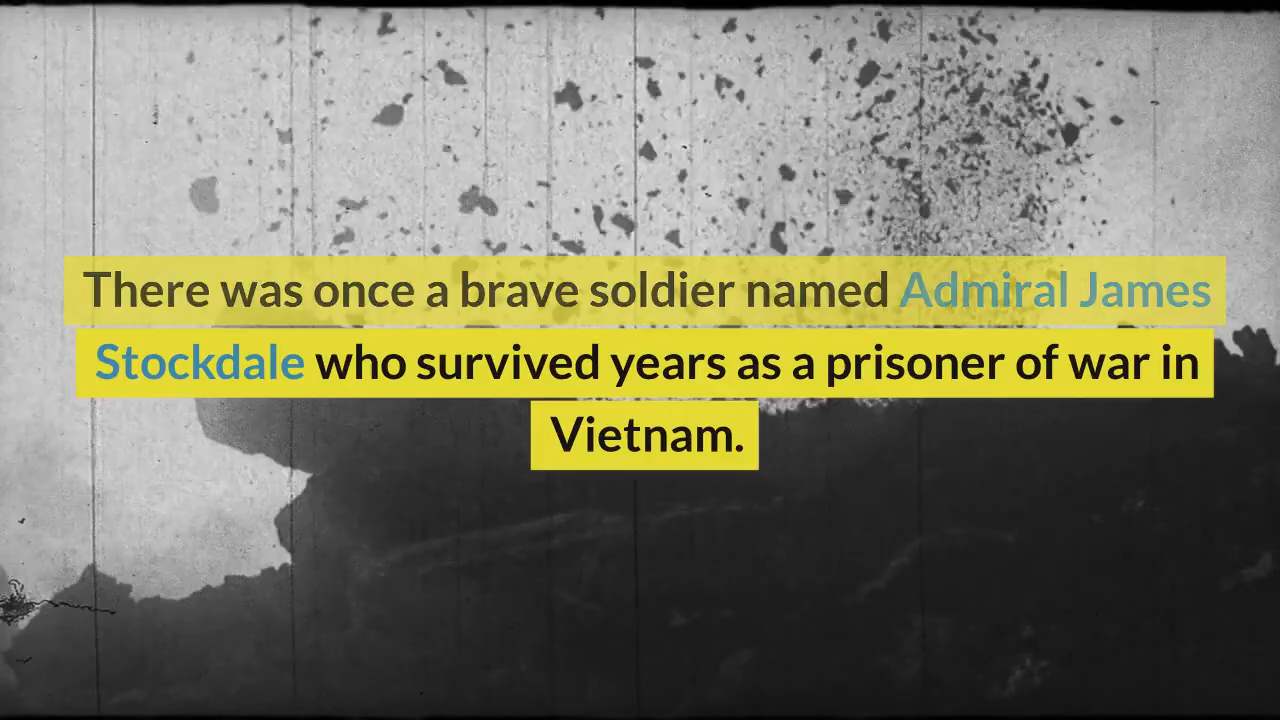 There was once a brave soldier named Admiral James
Stockdale who survived years as a prisoner of war in
Vietnam.